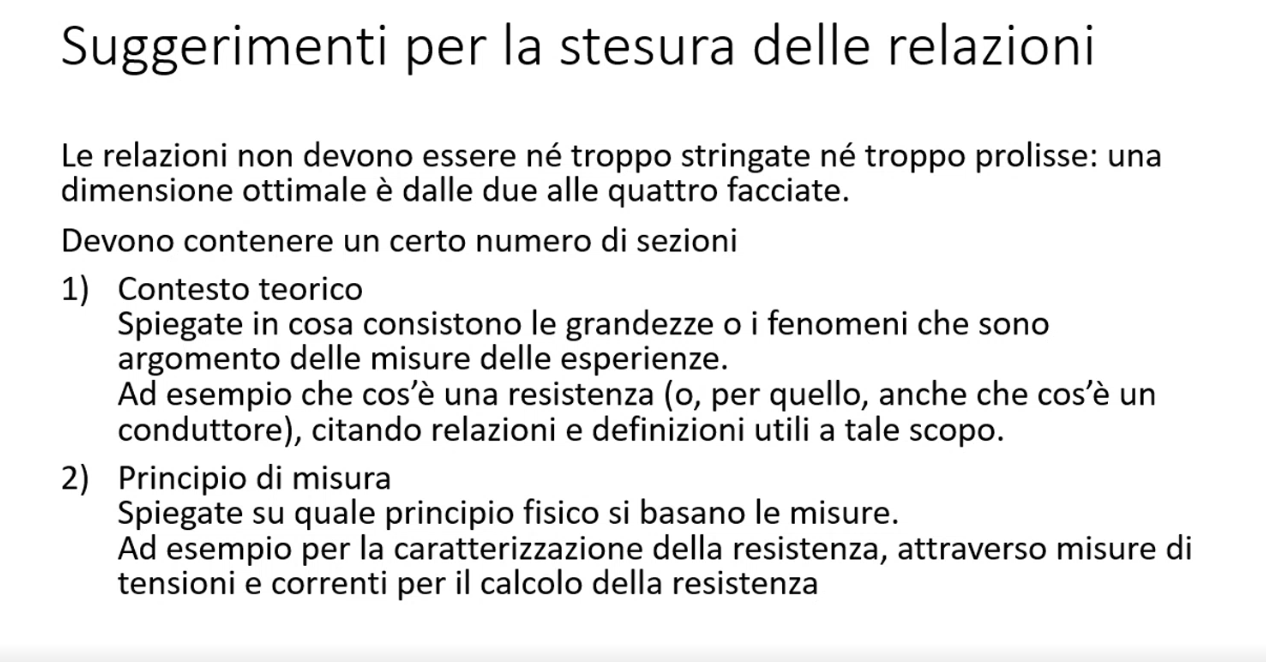 Suggerimenti per la stesura delle relazioni
Le relazioni non devono essere né troppo stringate né troppo prolisse: una
dimensione ottimale è dalle due alle quattro facciate.
Devono contenere un certo numero di sezioni
1) Contesto teorico
Spiegate in cosa consistono le grandezze o i fenomeni che sono
argomento delle misure delle esperienze.
Ad esempio che cos’è una resistenza (o, per quello, anche che cos’è un
conduttore), citando relazioni e definizioni utili a tale scopo.
2) Principio di misura
Spiegate su quale principio fisico si basano le misure.
Ad esempio per la caratterizzazione della resistenza, attraverso misure di
tensioni e correnti per il calcolo della resistenza